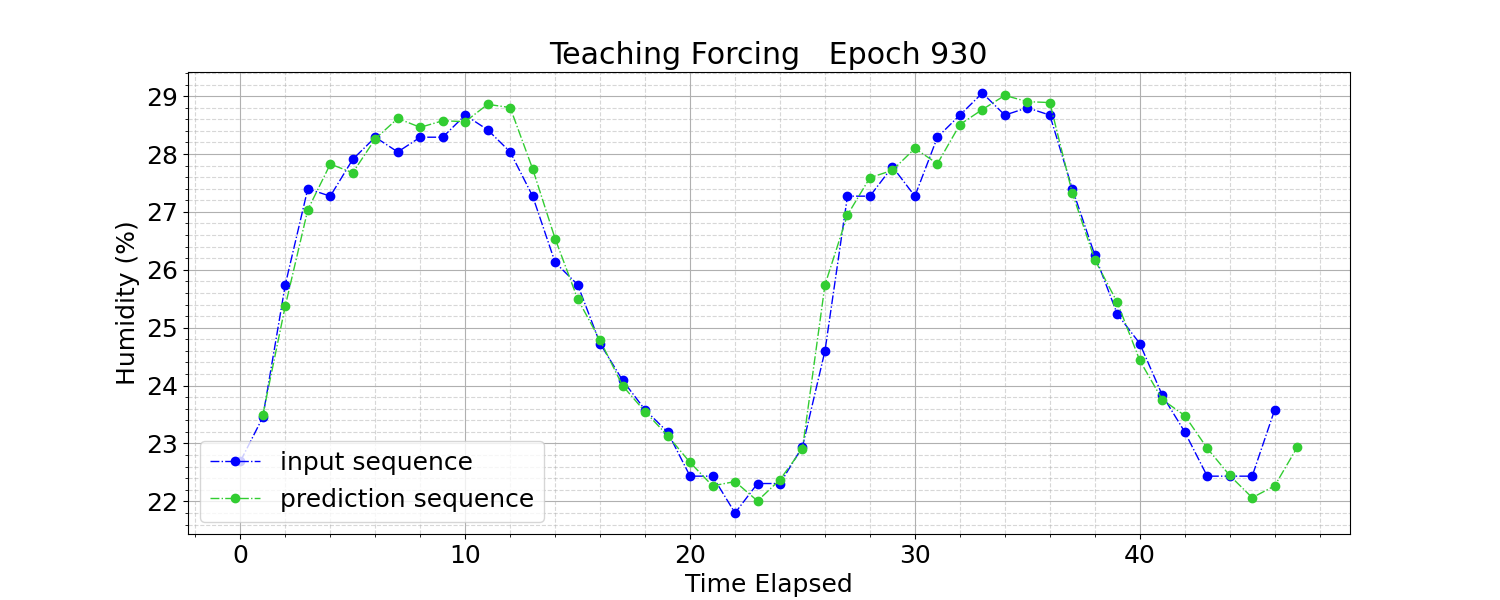 Teaching Forcing   Epoch 930
29
28
27
26
25
24
23
22
Humidity (%)
input sequence
prediction sequence
0 10 20 30 40
Time Elapsed